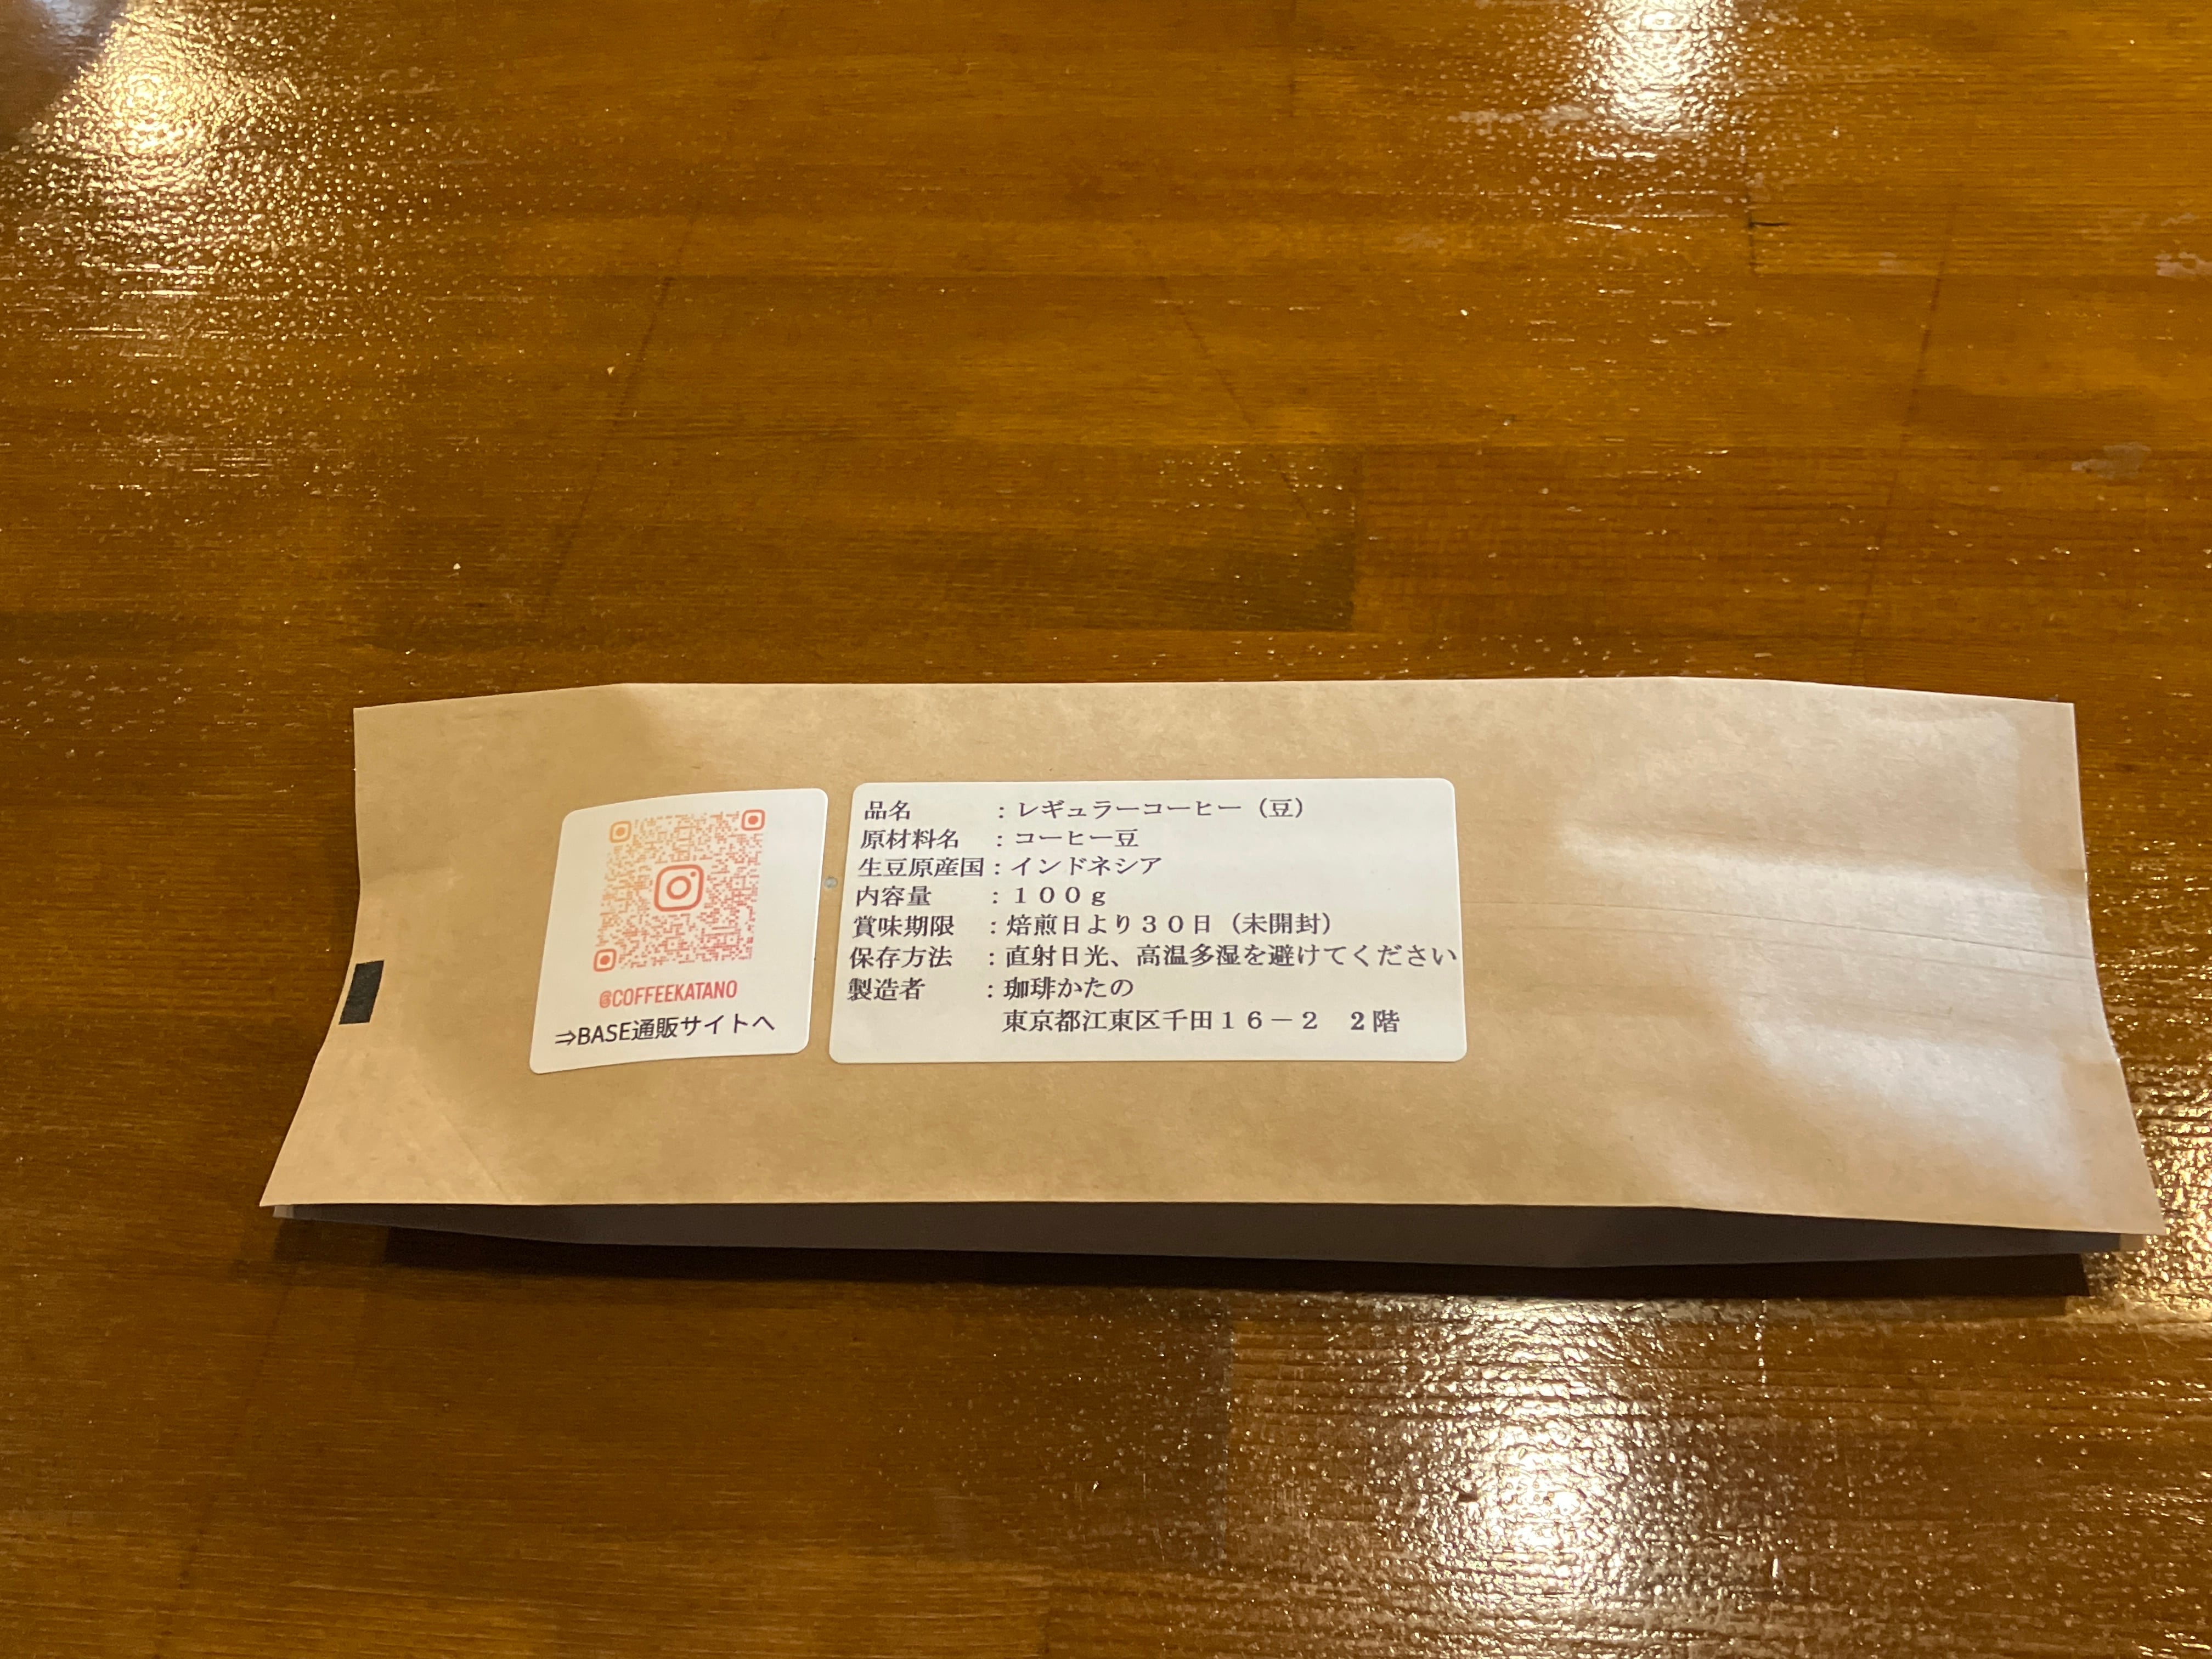 @COFFEEKATANO
⇒BASE通販サイトへ
品名　　　：レギュラーコーヒー（豆）
原材料名　：コーヒー豆
生豆原産国：インドネシア
内容量　　：１００ｇ
賞味期限　：焙煎日より３０日（未開封）
保存方法　：直射日光、高温多湿を避けてください
製造者　　：珈琲かたの
東京都江東区千田１６－２　２階